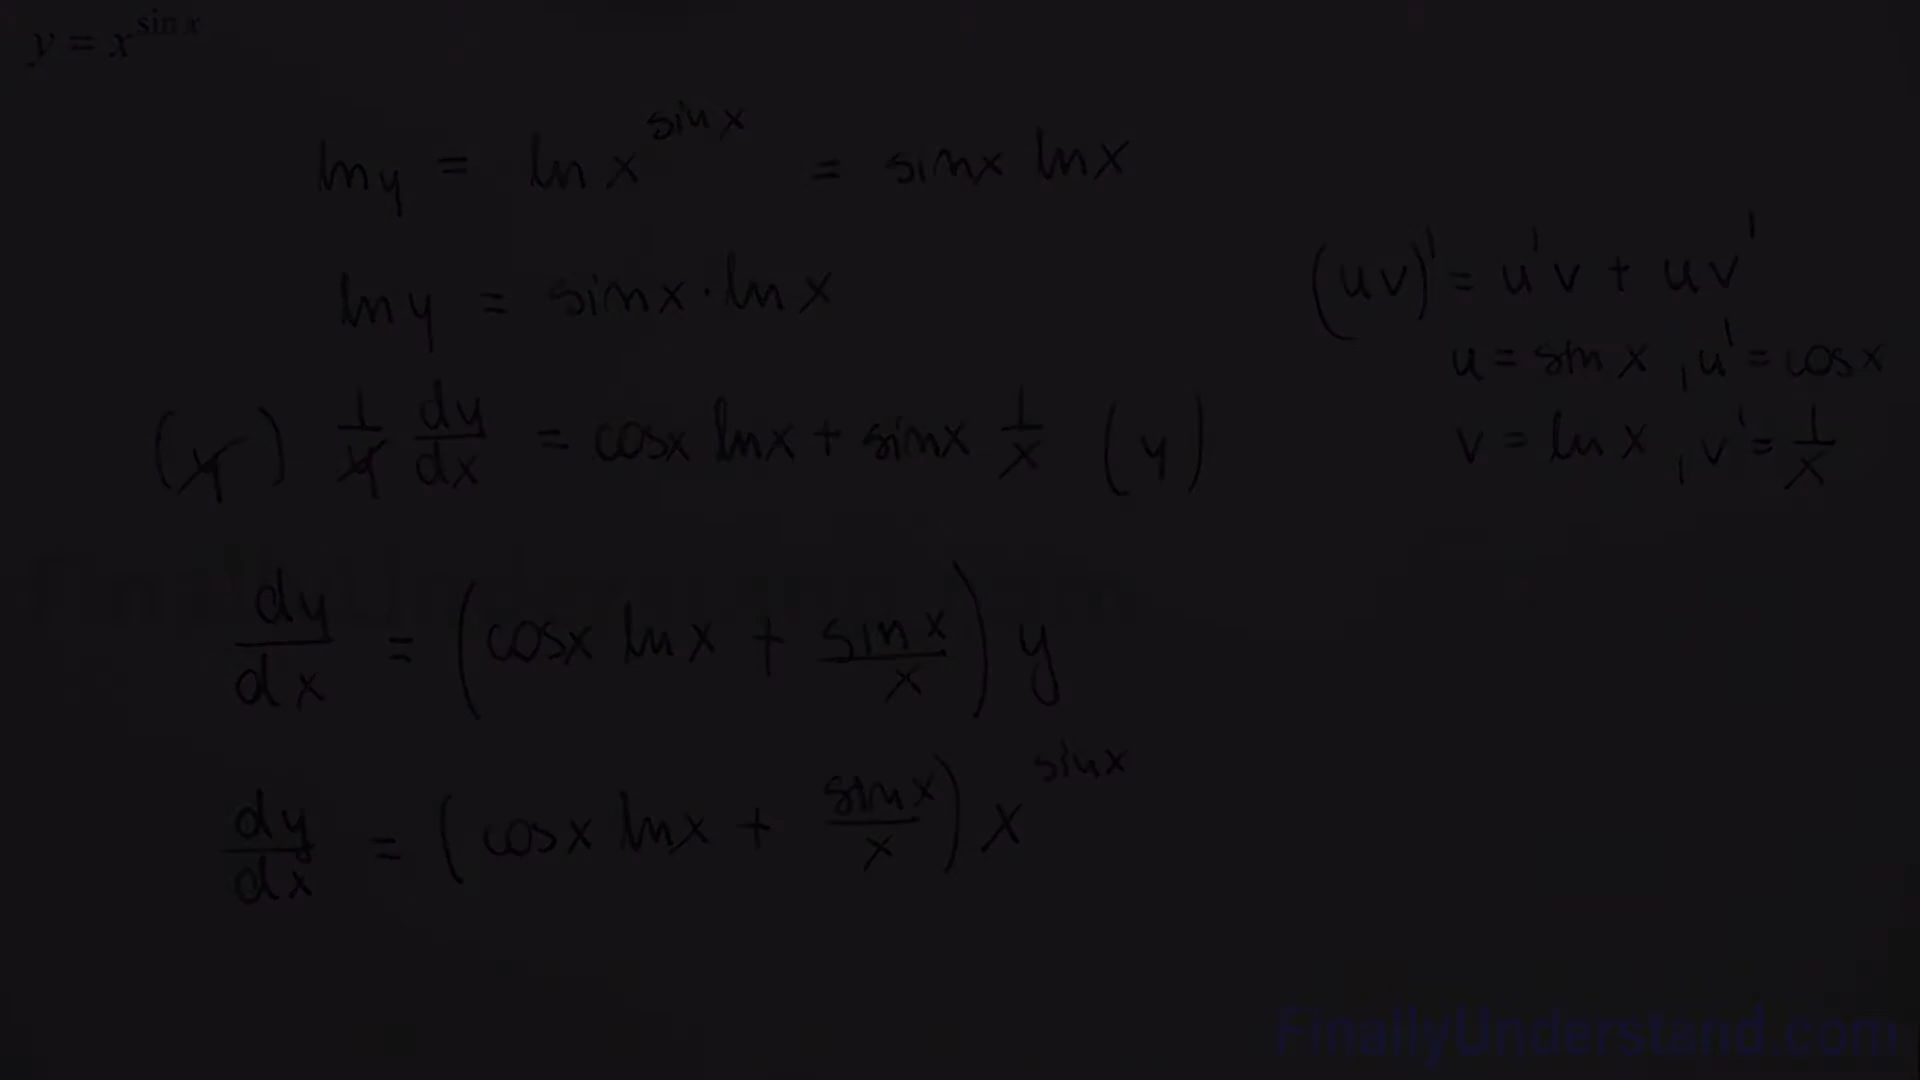 y = x^sin x
ln y = ln x^sin x = sin x ln x
ln y = sin x · ln x
(y) 1/y dy/dx = cos x ln x + sin x 1/x (y)
dy/dx = (cos x ln x + sin x/x) y
dy/dx = (cos x ln x + sin x/x) x^sin x
(uv)' = u'v + uv'
u = sin x, u' = cos x
v = ln x, v' = 1/x
FinallyUnderstand.com